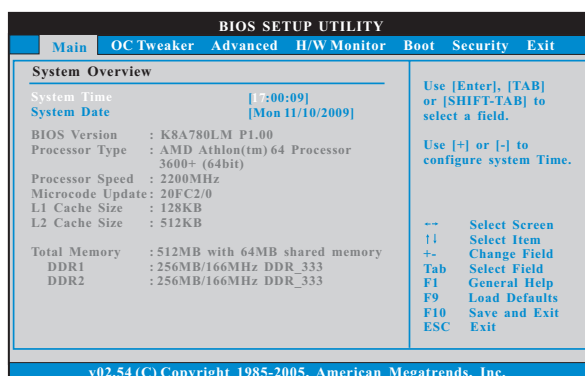 BIOS SETUP UTILITY
Main OC Tweaker Advanced H/W Monitor Boot Security Exit
System Overview
System Time [17:00:09]
System Date [Mon 11/10/2009]
BIOS Version : K8A780LM P1.00
Processor Type : AMD Athlon(tm) 64 Processor
3600+ (64bit)
Processor Speed : 2200MHz
Microcode Update : 20FC2/0
L1 Cache Size : 128KB
L2 Cache Size : 512KB
Total Memory : 512MB with 64MB shared memory
DDR1 : 256MB/166MHz DDR_333
DDR2 : 256MB/166MHz DDR_333
Use [Enter], [TAB]
or [SHIFT-TAB] to
select a field.
Use [+] or [-] to
configure system Time.
←→ Select Screen
↑↓ Select Item
+- Change Field
Tab Select Field
F1 General Help
F9 Load Defaults
F10 Save and Exit
ESC Exit
v02.54 (C) Copyright 1985-2005, American Megatrends, Inc.